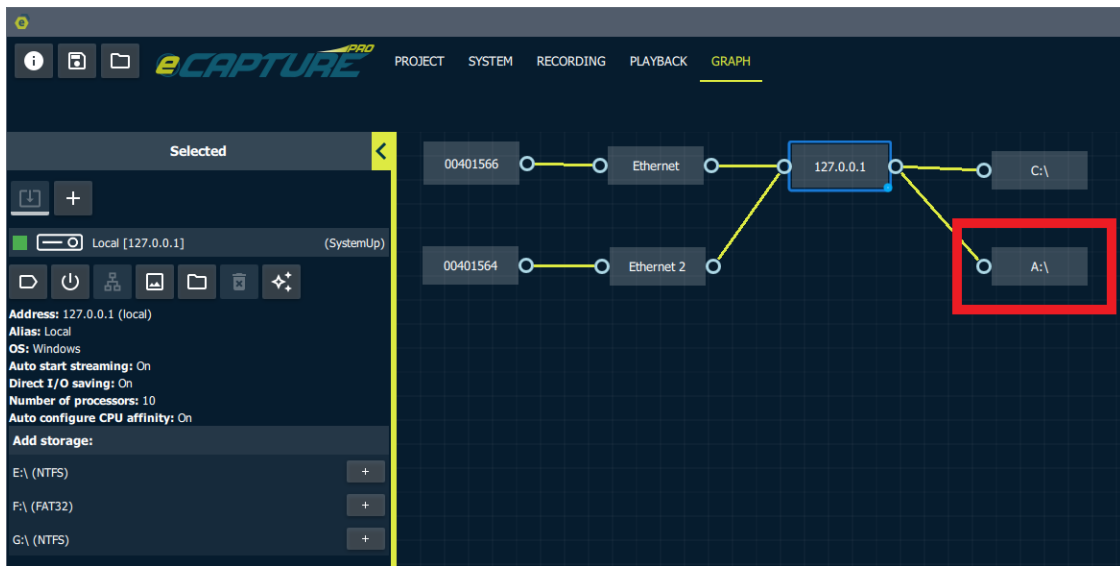 e
eCAPTURE PRO
PROJECT SYSTEM RECORDING PLAYBACK GRAPH
Selected
Local [127.0.0.1] (SystemUp)
Address: 127.0.0.1 (local)
Alias: Local
OS: Windows
Auto start streaming: On
Direct I/O saving: On
Number of processors: 10
Auto configure CPU affinity: On
Add storage:
E:\ (NTFS) +
F:\ (FAT32) +
G:\ (NTFS) +
00401566 Ethernet 127.0.0.1 C:\
00401564 Ethernet 2 A:\